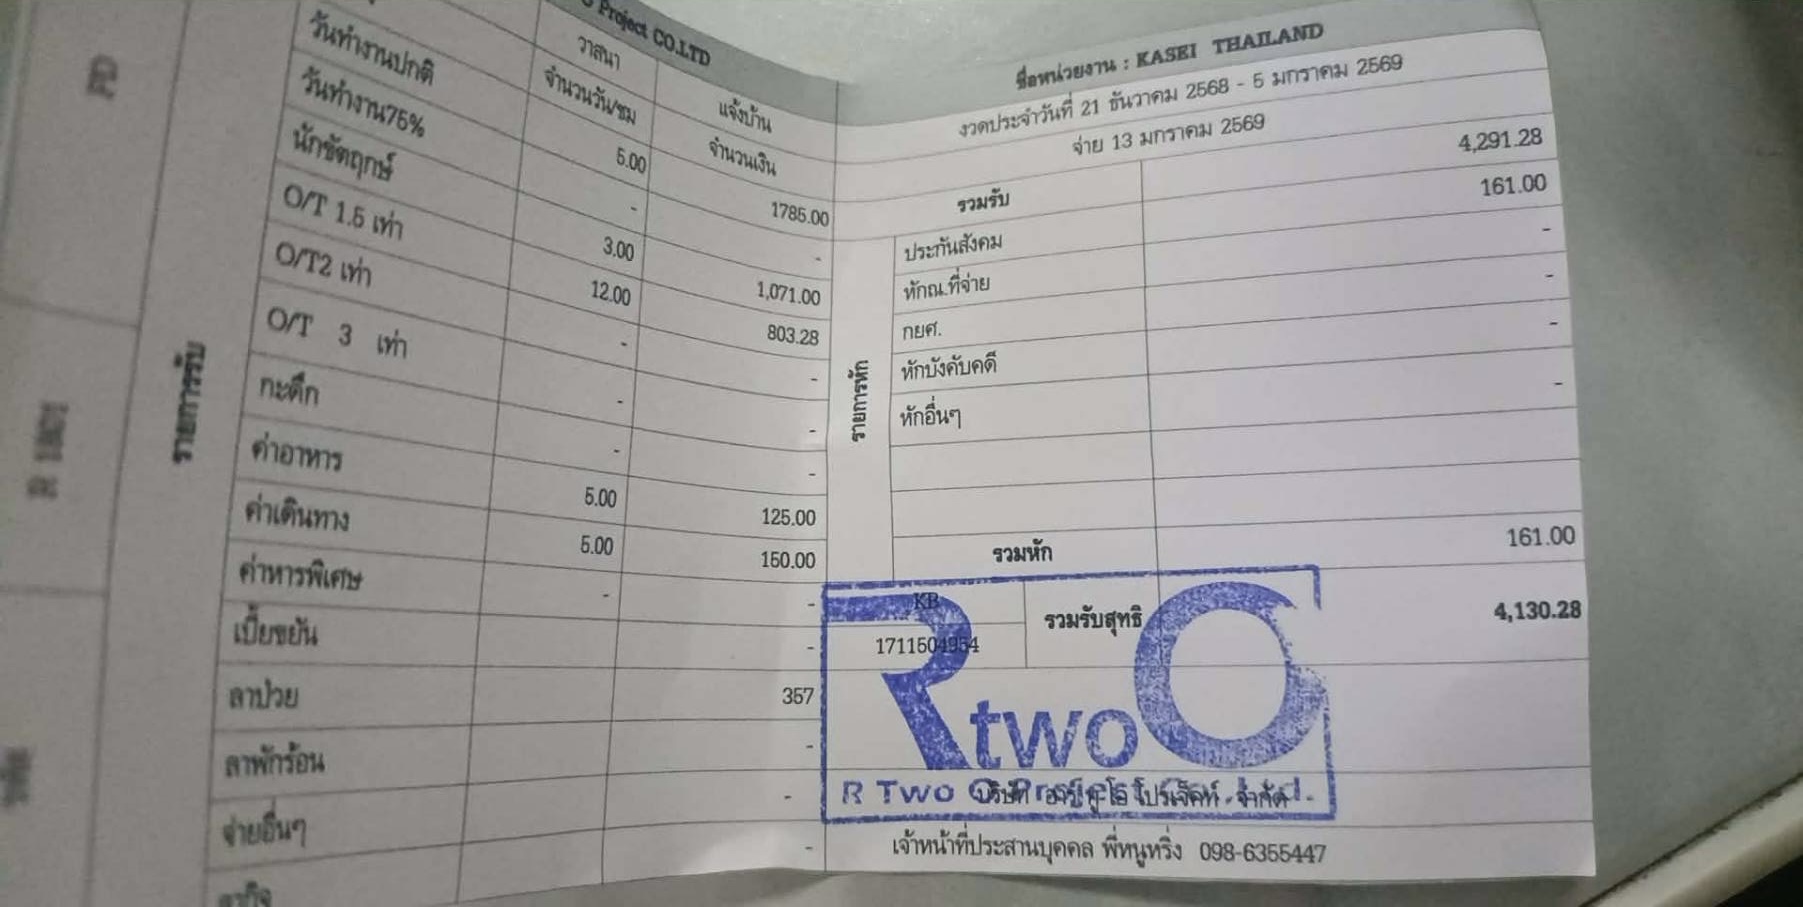 Project CO.LTD
วาสนา แจ้งบ้าน
จำนวนวัน/ชม จำนวนเงิน
รายการรับ
วันทำงานปกติ 5.00 1785.00
วันทำงาน75% - -
นักขัตฤกษ์ 3.00 1,071.00
O/T 1.5 เท่า 12.00 803.28
O/T2 เท่า - -
O/T 3 เท่า - -
กะดึก - -
ค่าอาหาร 5.00 125.00
ค่าเดินทาง 5.00 150.00
ค่าหารพิเศษ - -
เบี้ยขยัน -
ลาป่วย 357
ลาพักร้อน -
จ่ายอื่นๆ -
ลากิจ -
ชื่อหน่วยงาน : KASEI THAILAND
งวดประจำวันที่ 21 ธันวาคม 2568 - 5 มกราคม 2569
จ่าย 13 มกราคม 2569
รวมรับ 4,291.28
รายการหัก
ประกันสังคม 161.00
หักณ.ที่จ่าย -
กยศ. -
หักบังคับคดี -
หักอื่นๆ -
รวมหัก 161.00
KB
1711504954
รวมรับสุทธิ 4,130.28
RtwoO
R Two O
บริษัท อาร์ ทู โอ โปรเจ็คท์ จำกัด
เจ้าหน้าที่ประสานบุคคล พี่หนูหริ่ง 098-6355447